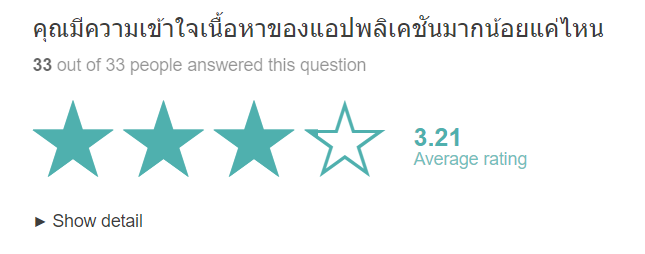 คุณมีความเข้าใจเนื้อหาของแอปพลิเคชันมากน้อยแค่ไหน
33 out of 33 people answered this question
3.21
Average rating
► Show detail